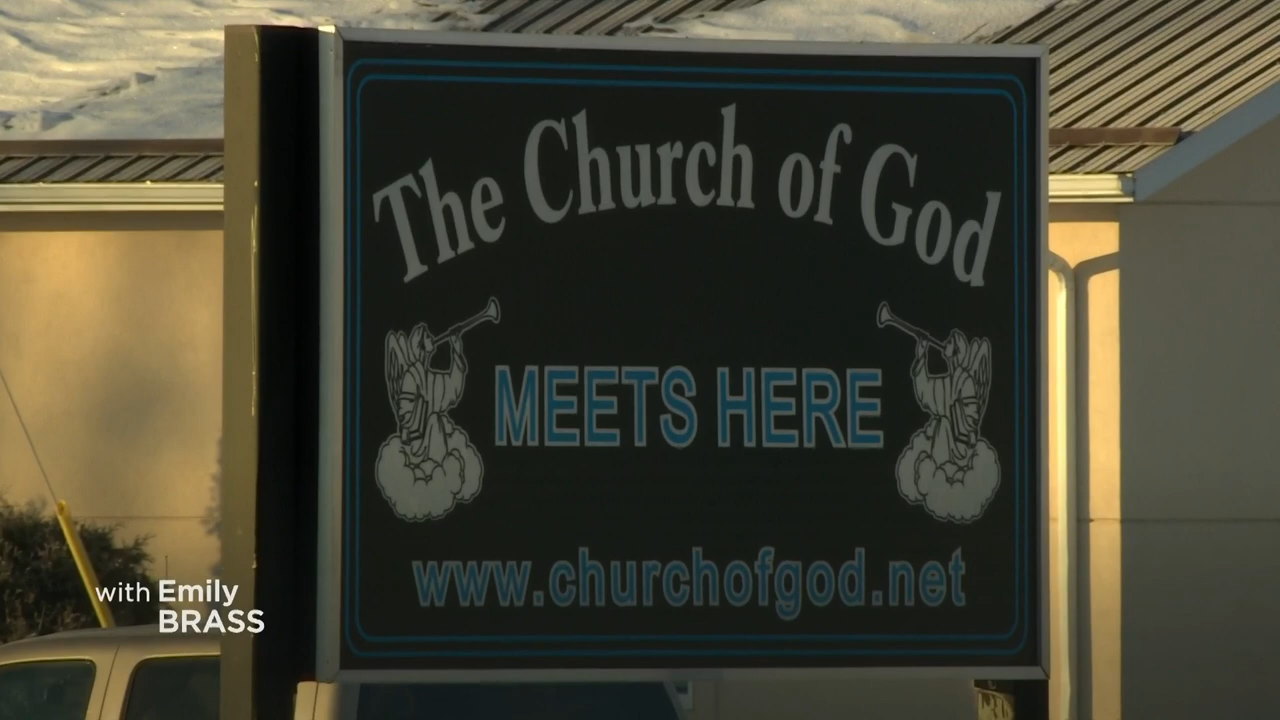 The Church of God
MEETS HERE
www.churchofgod.net
with Emily
BRASS